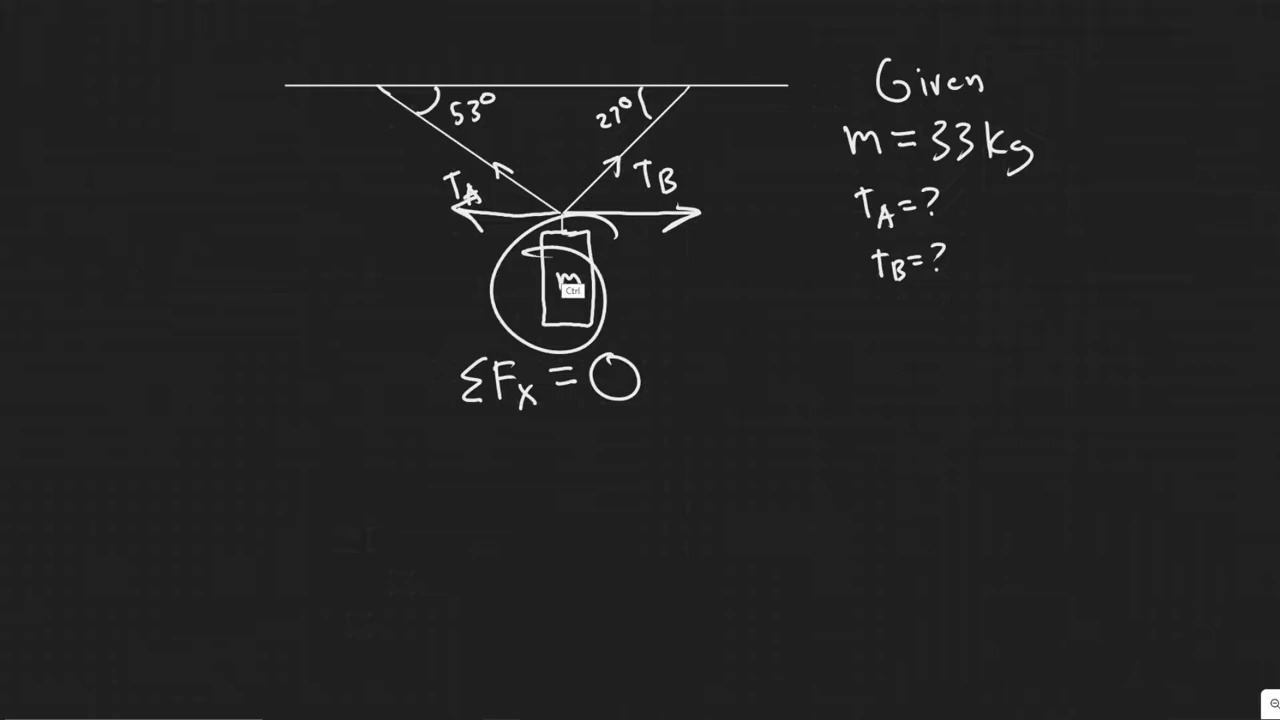 Given
53°
27°
m = 33 kg
T_A
T_B
T_A = ?
T_B = ?
m
Ctrl
ΣF_x = 0